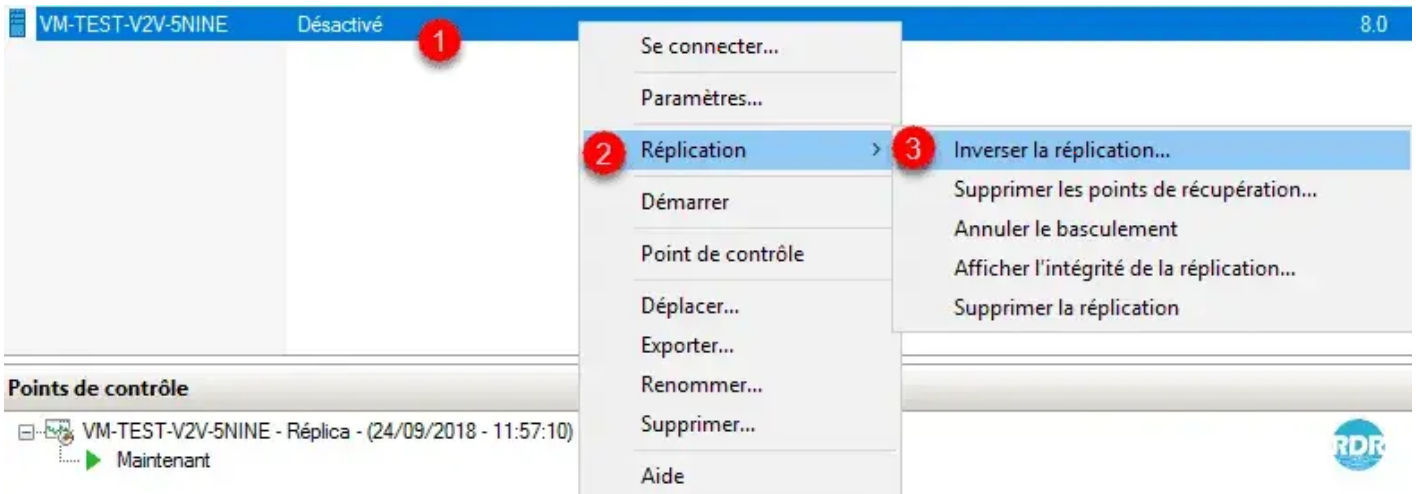 VM-TEST-V2V-5NINE Désactivé 8.0
1
Se connecter...
Paramètres...
2 Réplication > 3 Inverser la réplication...
Supprimer les points de récupération...
Démarrer
Annuler le basculement
Point de contrôle
Afficher l'intégrité de la réplication...
Déplacer...
Supprimer la réplication
Exporter...
Renommer...
Supprimer...
Aide
Points de contrôle
VM-TEST-V2V-5NINE - Réplica - (24/09/2018 - 11:57:10)
Maintenant
RDR